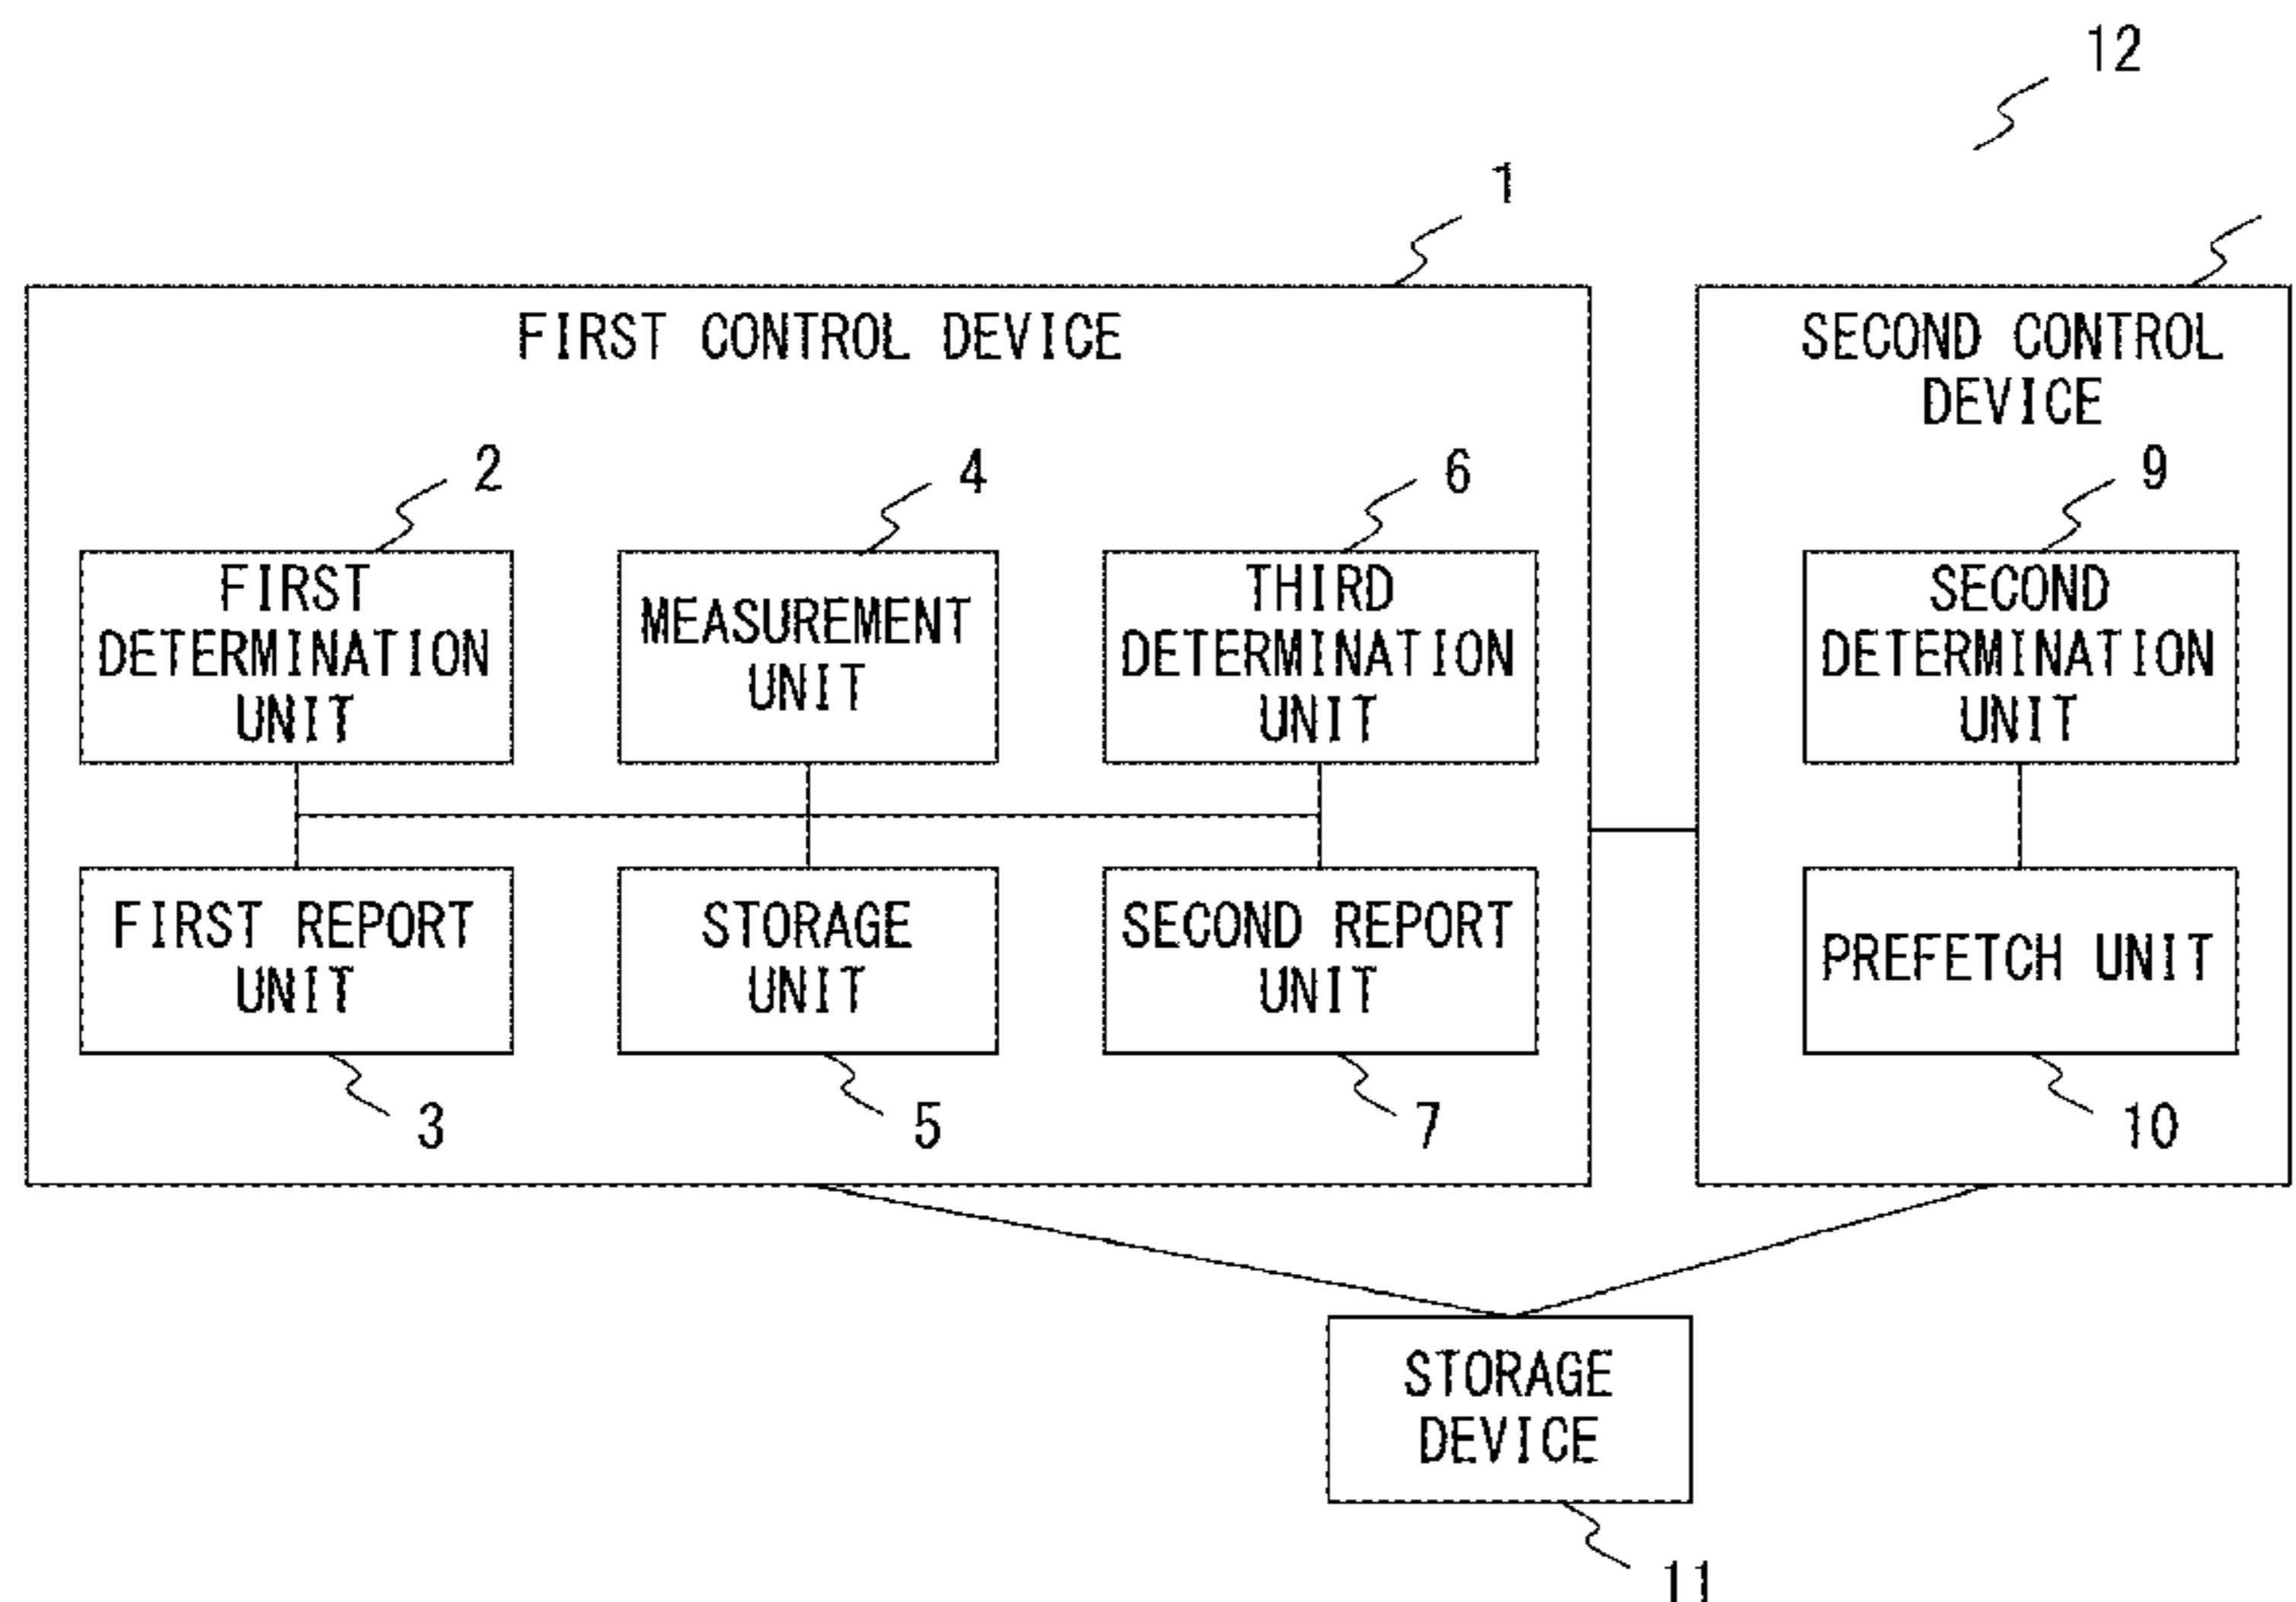 12
1
FIRST CONTROL DEVICE
SECOND CONTROL
DEVICE
2
4
6
9
FIRST
DETERMINATION
UNIT
MEASUREMENT
UNIT
THIRD
DETERMINATION
UNIT
SECOND
DETERMINATION
UNIT
FIRST REPORT
UNIT
STORAGE
UNIT
SECOND REPORT
UNIT
PREFETCH UNIT
3
5
7
10
STORAGE
DEVICE
11